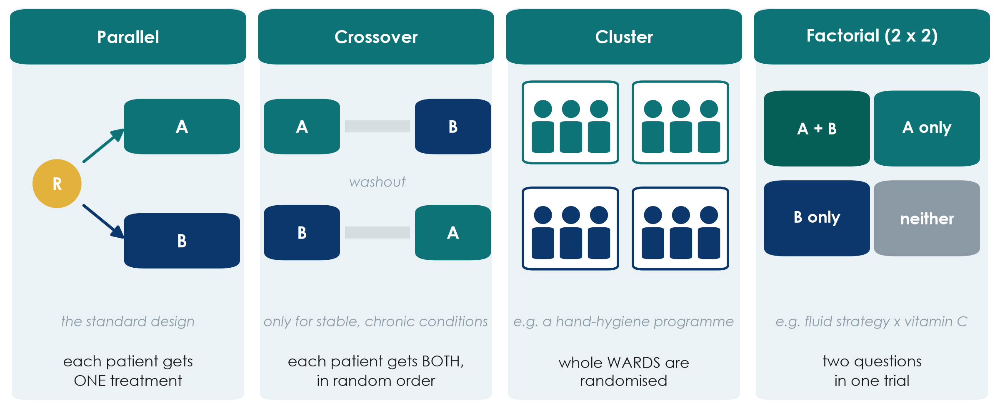 Parallel
A
R
B
the standard design
each patient gets
ONE treatment
Crossover
A
B
washout
B
A
only for stable, chronic conditions
each patient gets BOTH,
in random order
Cluster
e.g. a hand-hygiene programme
whole WARDS are
randomised
Factorial (2 x 2)
A + B
A only
B only
neither
e.g. fluid strategy x vitamin C
two questions
in one trial